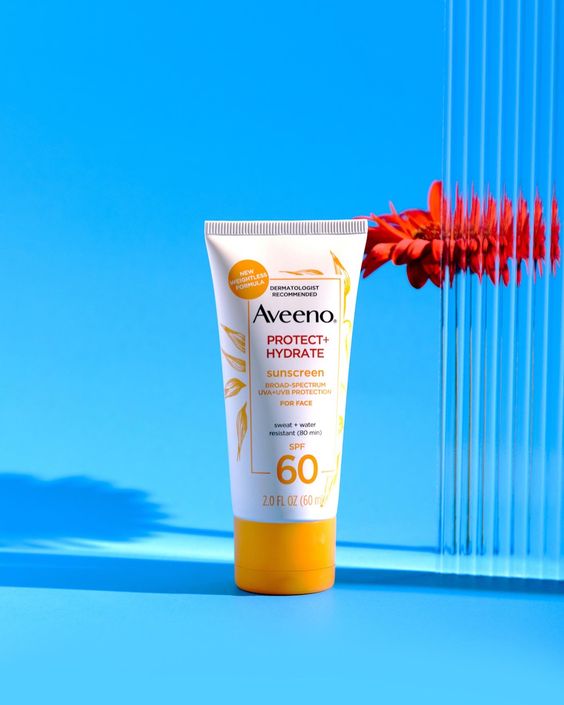 NEW
WEIGHTLESS
FORMULA
DERMATOLOGIST
RECOMMENDED
Aveeno®
PROTECT+
HYDRATE
sunscreen
BROAD-SPECTRUM
UVA+UVB PROTECTION
FOR FACE
sweat + water
resistant (80 min)
SPF
60
2.0 FL OZ (60 m